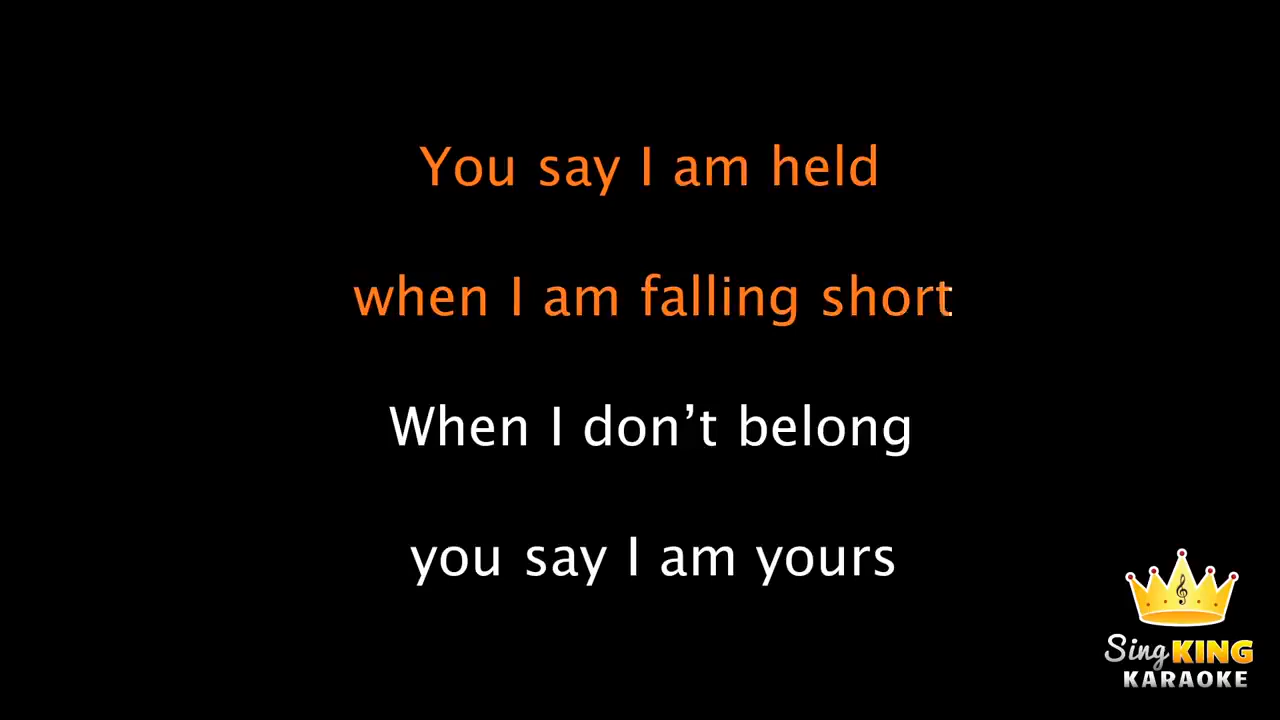 You say I am held
when I am falling short
When I don’t belong
you say I am yours
Sing KING
KARAOKE